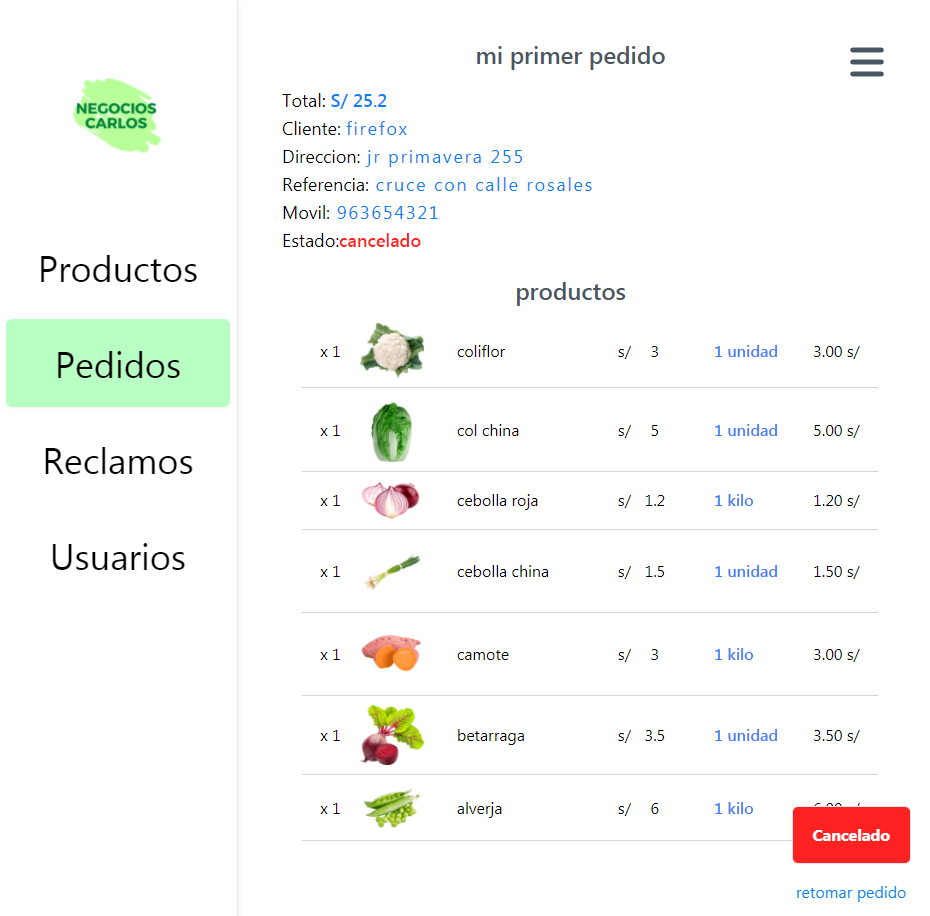 NEGOCIOS
CARLOS
Productos
Pedidos
Reclamos
Usuarios
mi primer pedido
Total: S/ 25.2
Cliente: firefox
Direccion: jr primavera 255
Referencia: cruce con calle rosales
Movil: 963654321
Estado:cancelado
productos
x 1 coliflor s/ 3 1 unidad 3.00 s/
x 1 col china s/ 5 1 unidad 5.00 s/
x 1 cebolla roja s/ 1.2 1 kilo 1.20 s/
x 1 cebolla china s/ 1.5 1 unidad 1.50 s/
x 1 camote s/ 3 1 kilo 3.00 s/
x 1 betarraga s/ 3.5 1 unidad 3.50 s/
x 1 alverja s/ 6 1 kilo
Cancelado
retomar pedido